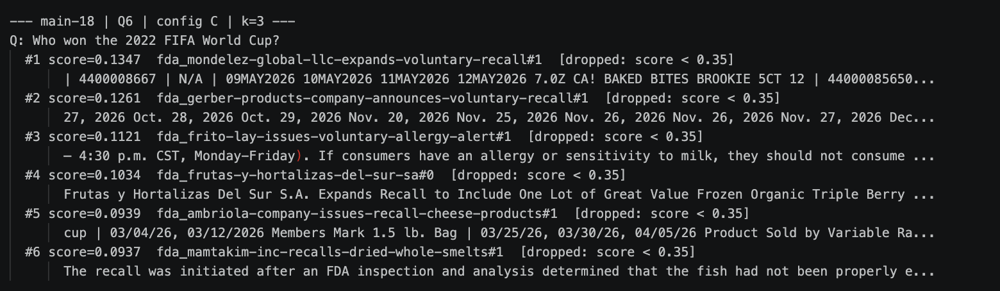 --- main-18 | Q6 | config C | k=3 ---
Q: Who won the 2022 FIFA World Cup?
#1 score=0.1347  fda_mondelez-global-llc-expands-voluntary-recall#1  [dropped: score < 0.35]
| 4400008667 | N/A | 09MAY2026 10MAY2026 11MAY2026 12MAY2026 7.0Z CA! BAKED BITES BROOKIE 5CT 12 | 44000085650...
#2 score=0.1261  fda_gerber-products-company-announces-voluntary-recall#1  [dropped: score < 0.35]
27, 2026 Oct. 28, 2026 Oct. 29, 2026 Nov. 20, 2026 Nov. 25, 2026 Nov. 26, 2026 Nov. 26, 2026 Nov. 27, 2026 Dec...
#3 score=0.1121  fda_frito-lay-issues-voluntary-allergy-alert#1  [dropped: score < 0.35]
– 4:30 p.m. CST, Monday-Friday). If consumers have an allergy or sensitivity to milk, they should not consume ...
#4 score=0.1034  fda_frutas-y-hortalizas-del-sur-sa#0  [dropped: score < 0.35]
Frutas y Hortalizas Del Sur S.A. Expands Recall to Include One Lot of Great Value Frozen Organic Triple Berry ...
#5 score=0.0939  fda_ambriola-company-issues-recall-cheese-products#1  [dropped: score < 0.35]
cup | 03/04/26, 03/12/2026 Members Mark 1.5 lb. Bag | 03/25/26, 03/30/26, 04/05/26 Product Sold by Variable Ra...
#6 score=0.0937  fda_mamtakim-inc-recalls-dried-whole-smelts#1  [dropped: score < 0.35]
The recall was initiated after an FDA inspection and analysis determined that the fish had not been properly e...